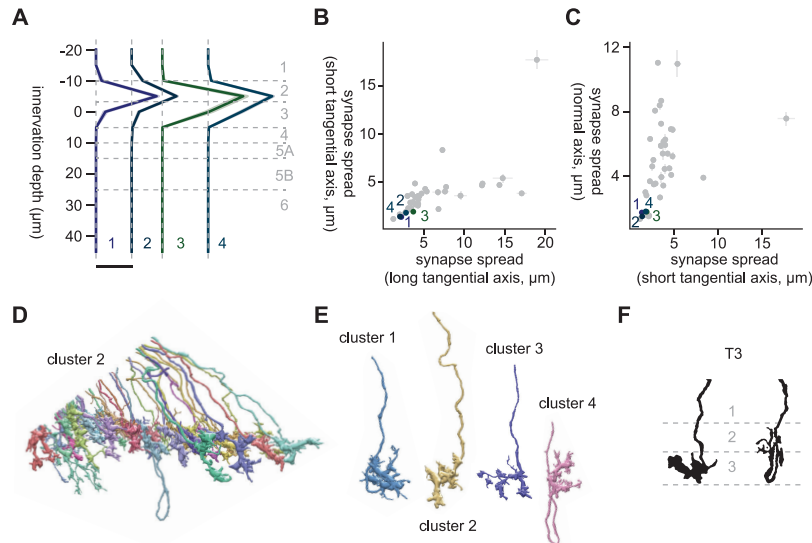 A
-20
-10
0
10
20
30
40
innervation depth (μm)
1
2
3
4
5A
5B
6
1 2 3 4
B
synapse spread
(short tangential axis, μm)
15
10
5
4 2
1 3
5 10 15 20
synapse spread
(long tangential axis, μm)
C
synapse spread
(normal axis, μm)
12
8
4
1 4
2 3
5 10 15
synapse spread
(short tangential axis, μm)
D
cluster 2
E
cluster 1
cluster 2
cluster 3
cluster 4
F
T3
1
2
3